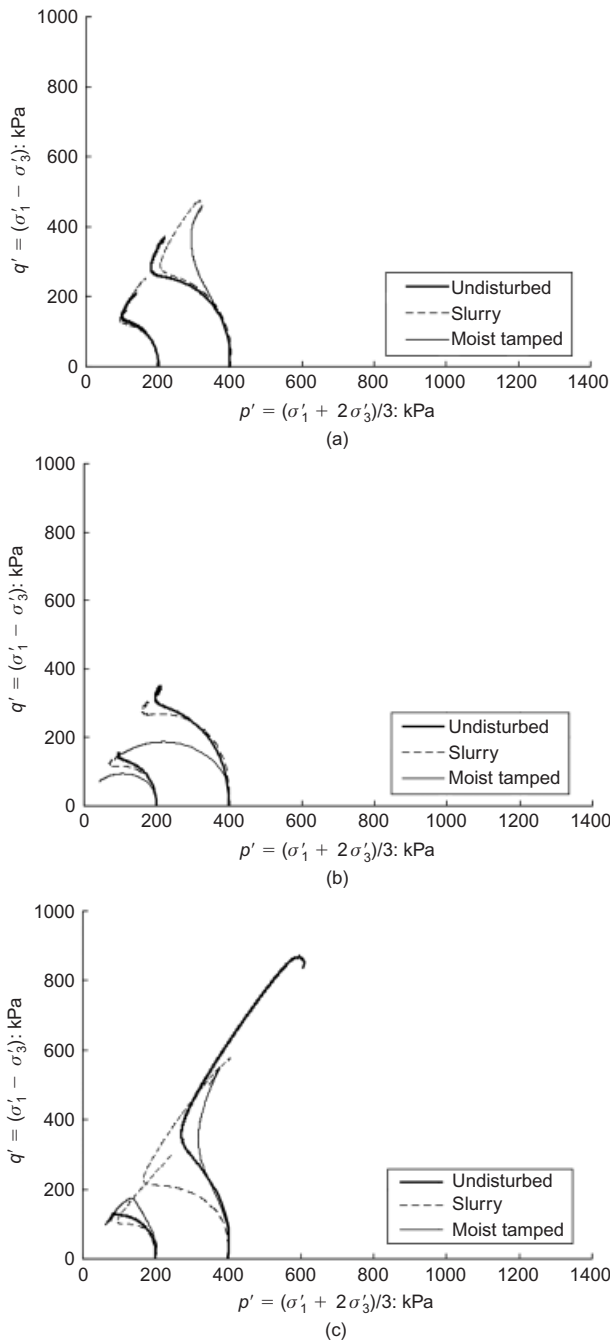 1000
800
600
400
200
0
q′ = (σ′1 − σ′3): kPa
Undisturbed
Slurry
Moist tamped
0 200 400 600 800 1000 1200 1400
p′ = (σ′1 + 2σ′3)/3: kPa
(a)
1000
800
600
400
200
0
q′ = (σ′1 − σ′3): kPa
Undisturbed
Slurry
Moist tamped
0 200 400 600 800 1000 1200 1400
p′ = (σ′1 + 2σ′3)/3: kPa
(b)
1000
800
600
400
200
0
q′ = (σ′1 − σ′3): kPa
Undisturbed
Slurry
Moist tamped
0 200 400 600 800 1000 1200 1400
p′ = (σ′1 + 2σ′3)/3: kPa
(c)